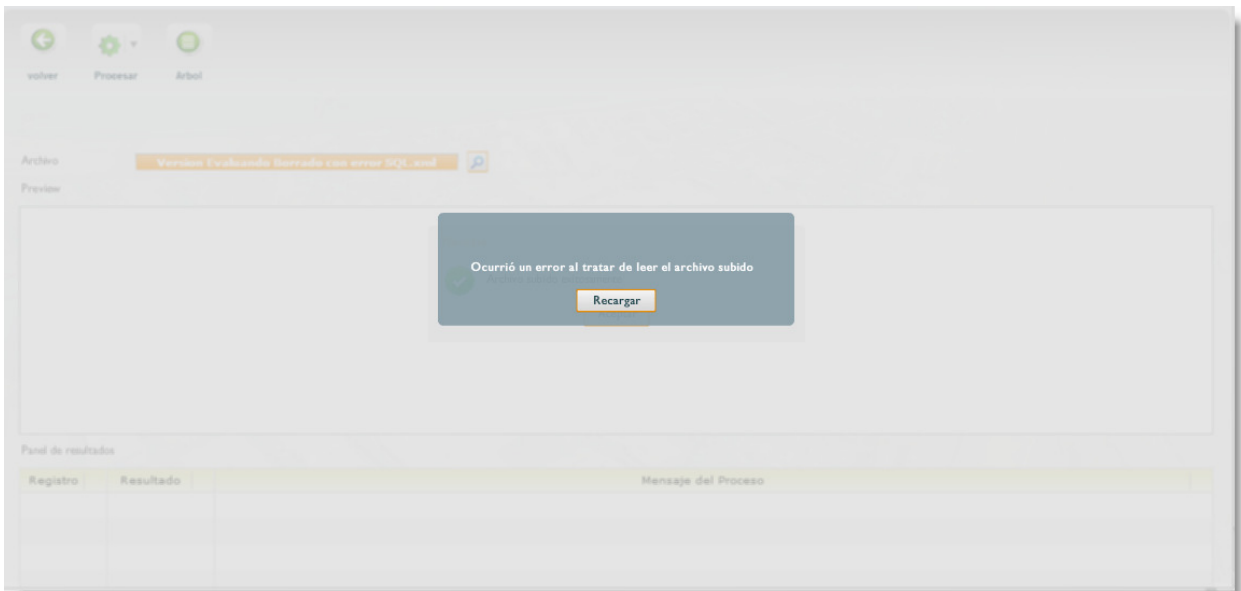 volver Procesar Arbol
Archivo Version Evaluando Borrado con error SQL.xml
Preview
Ocurrió un error al tratar de leer el archivo subido
Recargar
Aceptar
Panel de resultados
Registro Resultado Mensaje del Proceso